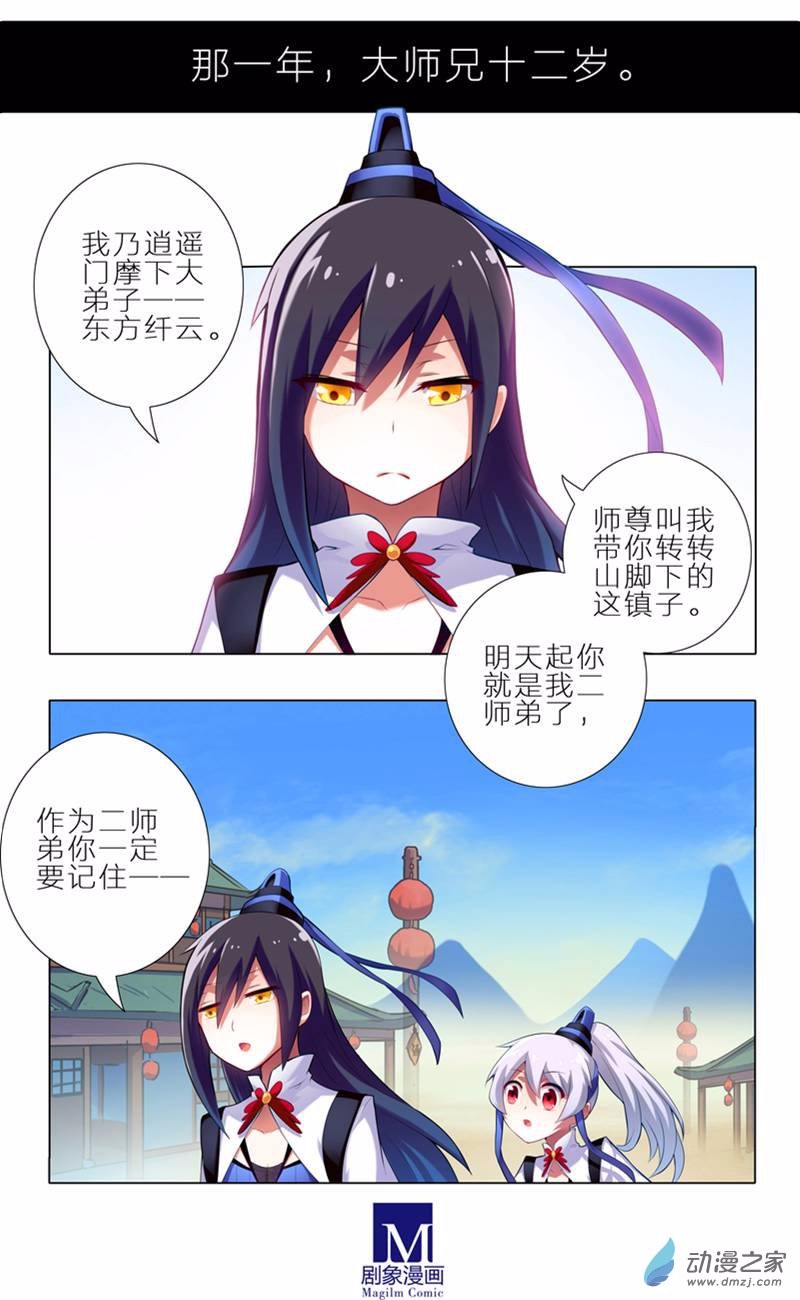 那一年，大师兄十二岁。
我乃逍遥
门摩下大
弟子——
东方纤云。
师尊叫我
带你转转
山脚下的
这镇子。
明天起你
就是我二
师弟了，
作为二师
弟你一定
要记住——
M
剧象漫画
Magilm Comic
动漫之家
www.dmzj.com